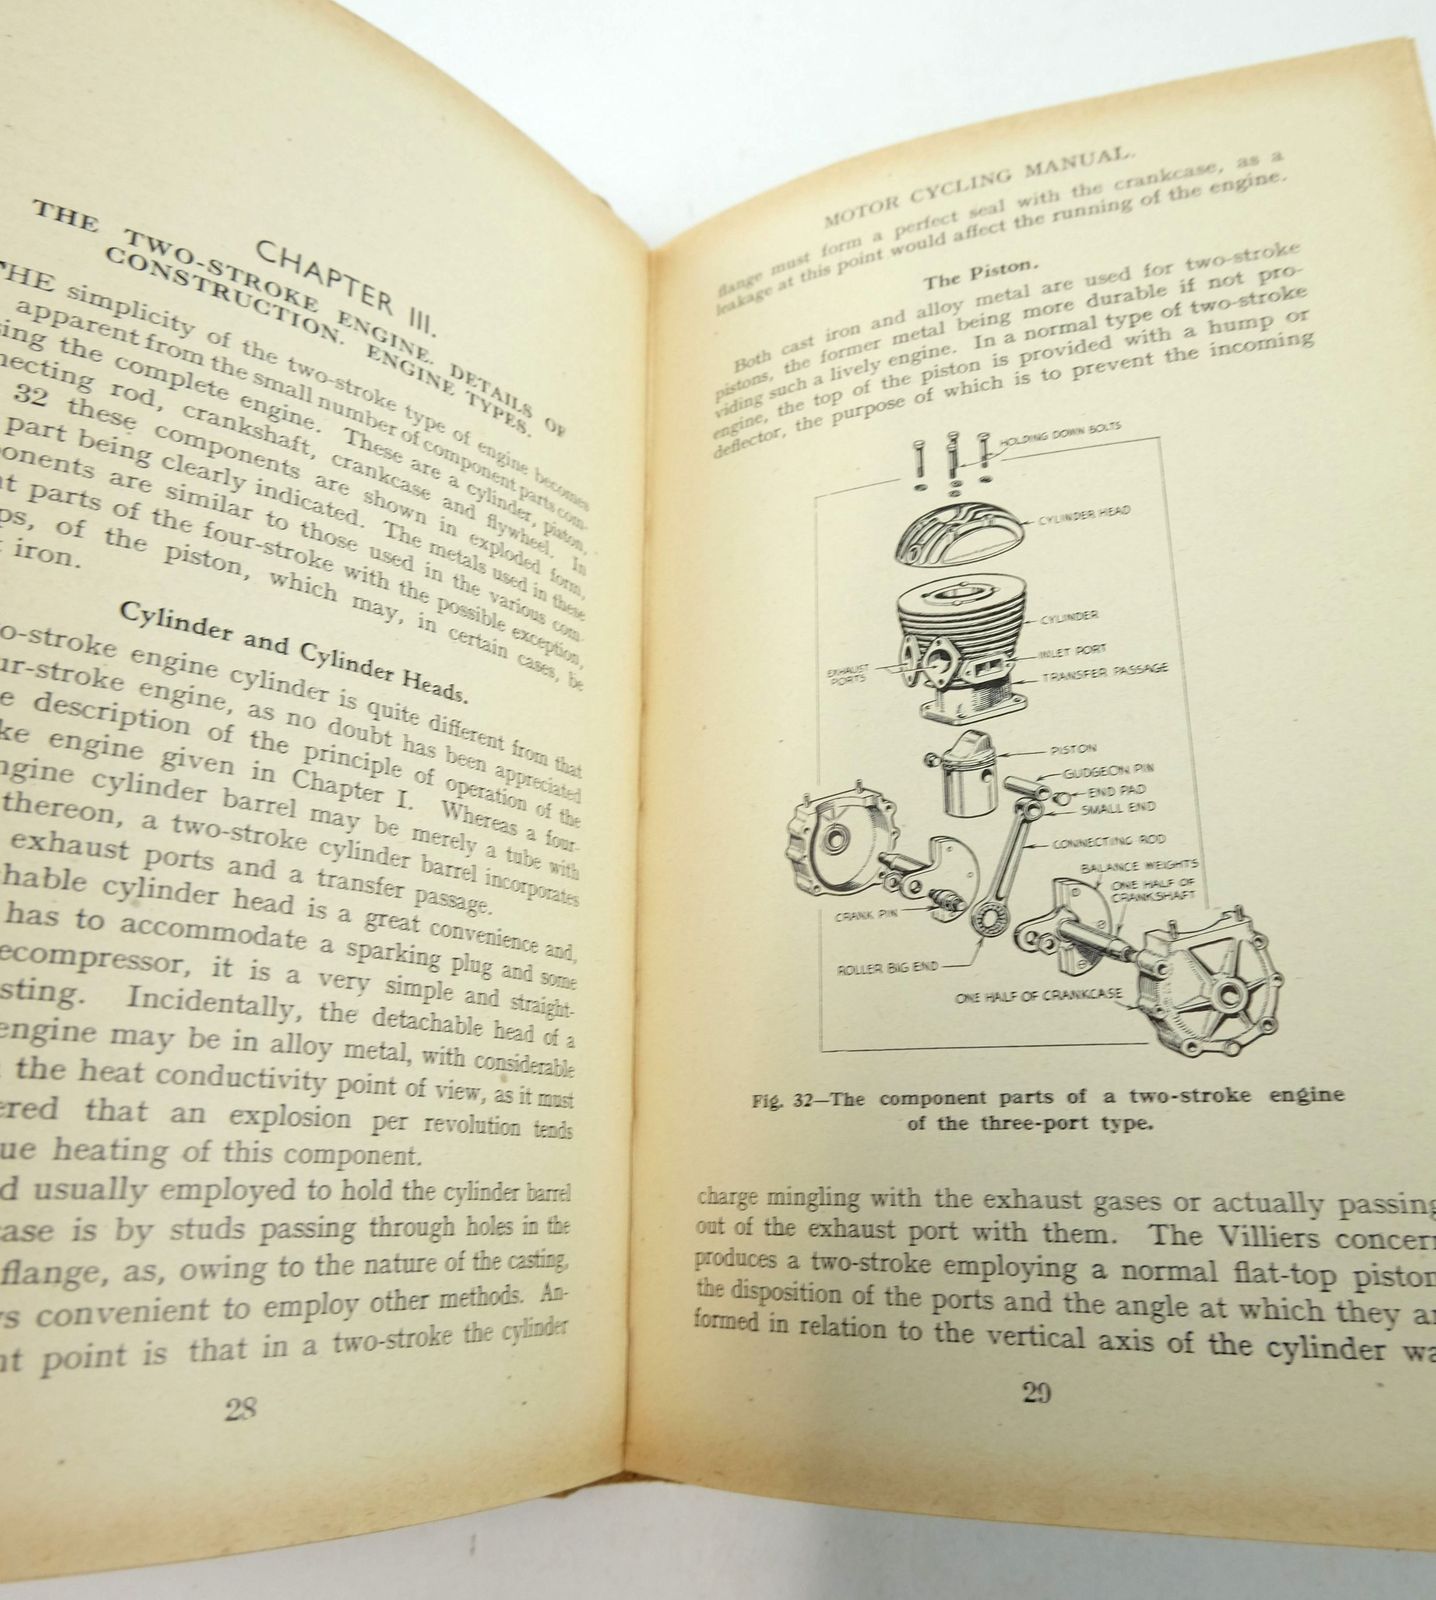 CHAPTER III.
THE TWO-STROKE ENGINE. DETAILS OF
CONSTRUCTION. ENGINE TYPES.
THE simplicity of the two-stroke type of engine becomes
apparent from the small number of component parts com-
the complete engine. These are a cylinder, piston,
rod, crankshaft, crankcase and flywheel. In
32 these components are shown in exploded form,
part being clearly indicated. The metals used in these
are similar to those used in the various com-
parts of the four-stroke with the possible exception,
of the piston, which may, in certain cases, be
iron.
Cylinder and Cylinder Heads.
o-stroke engine cylinder is quite different from that
ur-stroke engine, as no doubt has been appreciated
e description of the principle of operation of the
ke engine given in Chapter I. Whereas a four-
ngine cylinder barrel may be merely a tube with
thereon, a two-stroke cylinder barrel incorporates
exhaust ports and a transfer passage.
hable cylinder head is a great convenience and,
has to accommodate a sparking plug and some
ecompressor, it is a very simple and straight-
sting. Incidentally, the detachable head of a
engine may be in alloy metal, with considerable
the heat conductivity point of view, as it must
ered that an explosion per revolution tends
ue heating of this component.
d usually employed to hold the cylinder barrel
case is by studs passing through holes in the
flange, as, owing to the nature of the casting,
ys convenient to employ other methods. An-
nt point is that in a two-stroke the cylinder
28
MOTOR CYCLING MANUAL.
flange must form a perfect seal with the crankcase, as a
leakage at this point would affect the running of the engine.
The Piston.
Both cast iron and alloy metal are used for two-stroke
pistons, the former metal being more durable if not pro-
viding such a lively engine. In a normal type of two-stroke
engine, the top of the piston is provided with a hump or
deflector, the purpose of which is to prevent the incoming
HOLDING DOWN BOLTS
CYLINDER HEAD
CYLINDER
INLET PORT
EXHAUST
PORTS
TRANSFER PASSAGE
PISTON
GUDGEON PIN
END PAD
SMALL END
CONNECTING ROD
BALANCE WEIGHTS
ONE HALF OF
CRANKSHAFT
CRANK PIN
ROLLER BIG END
ONE HALF OF CRANKCASE
Fig. 32—The component parts of a two-stroke engine
of the three-port type.
charge mingling with the exhaust gases or actually passing
out of the exhaust port with them. The Villiers concern
produces a two-stroke employing a normal flat-top piston
the disposition of the ports and the angle at which they ar
formed in relation to the vertical axis of the cylinder wa
29